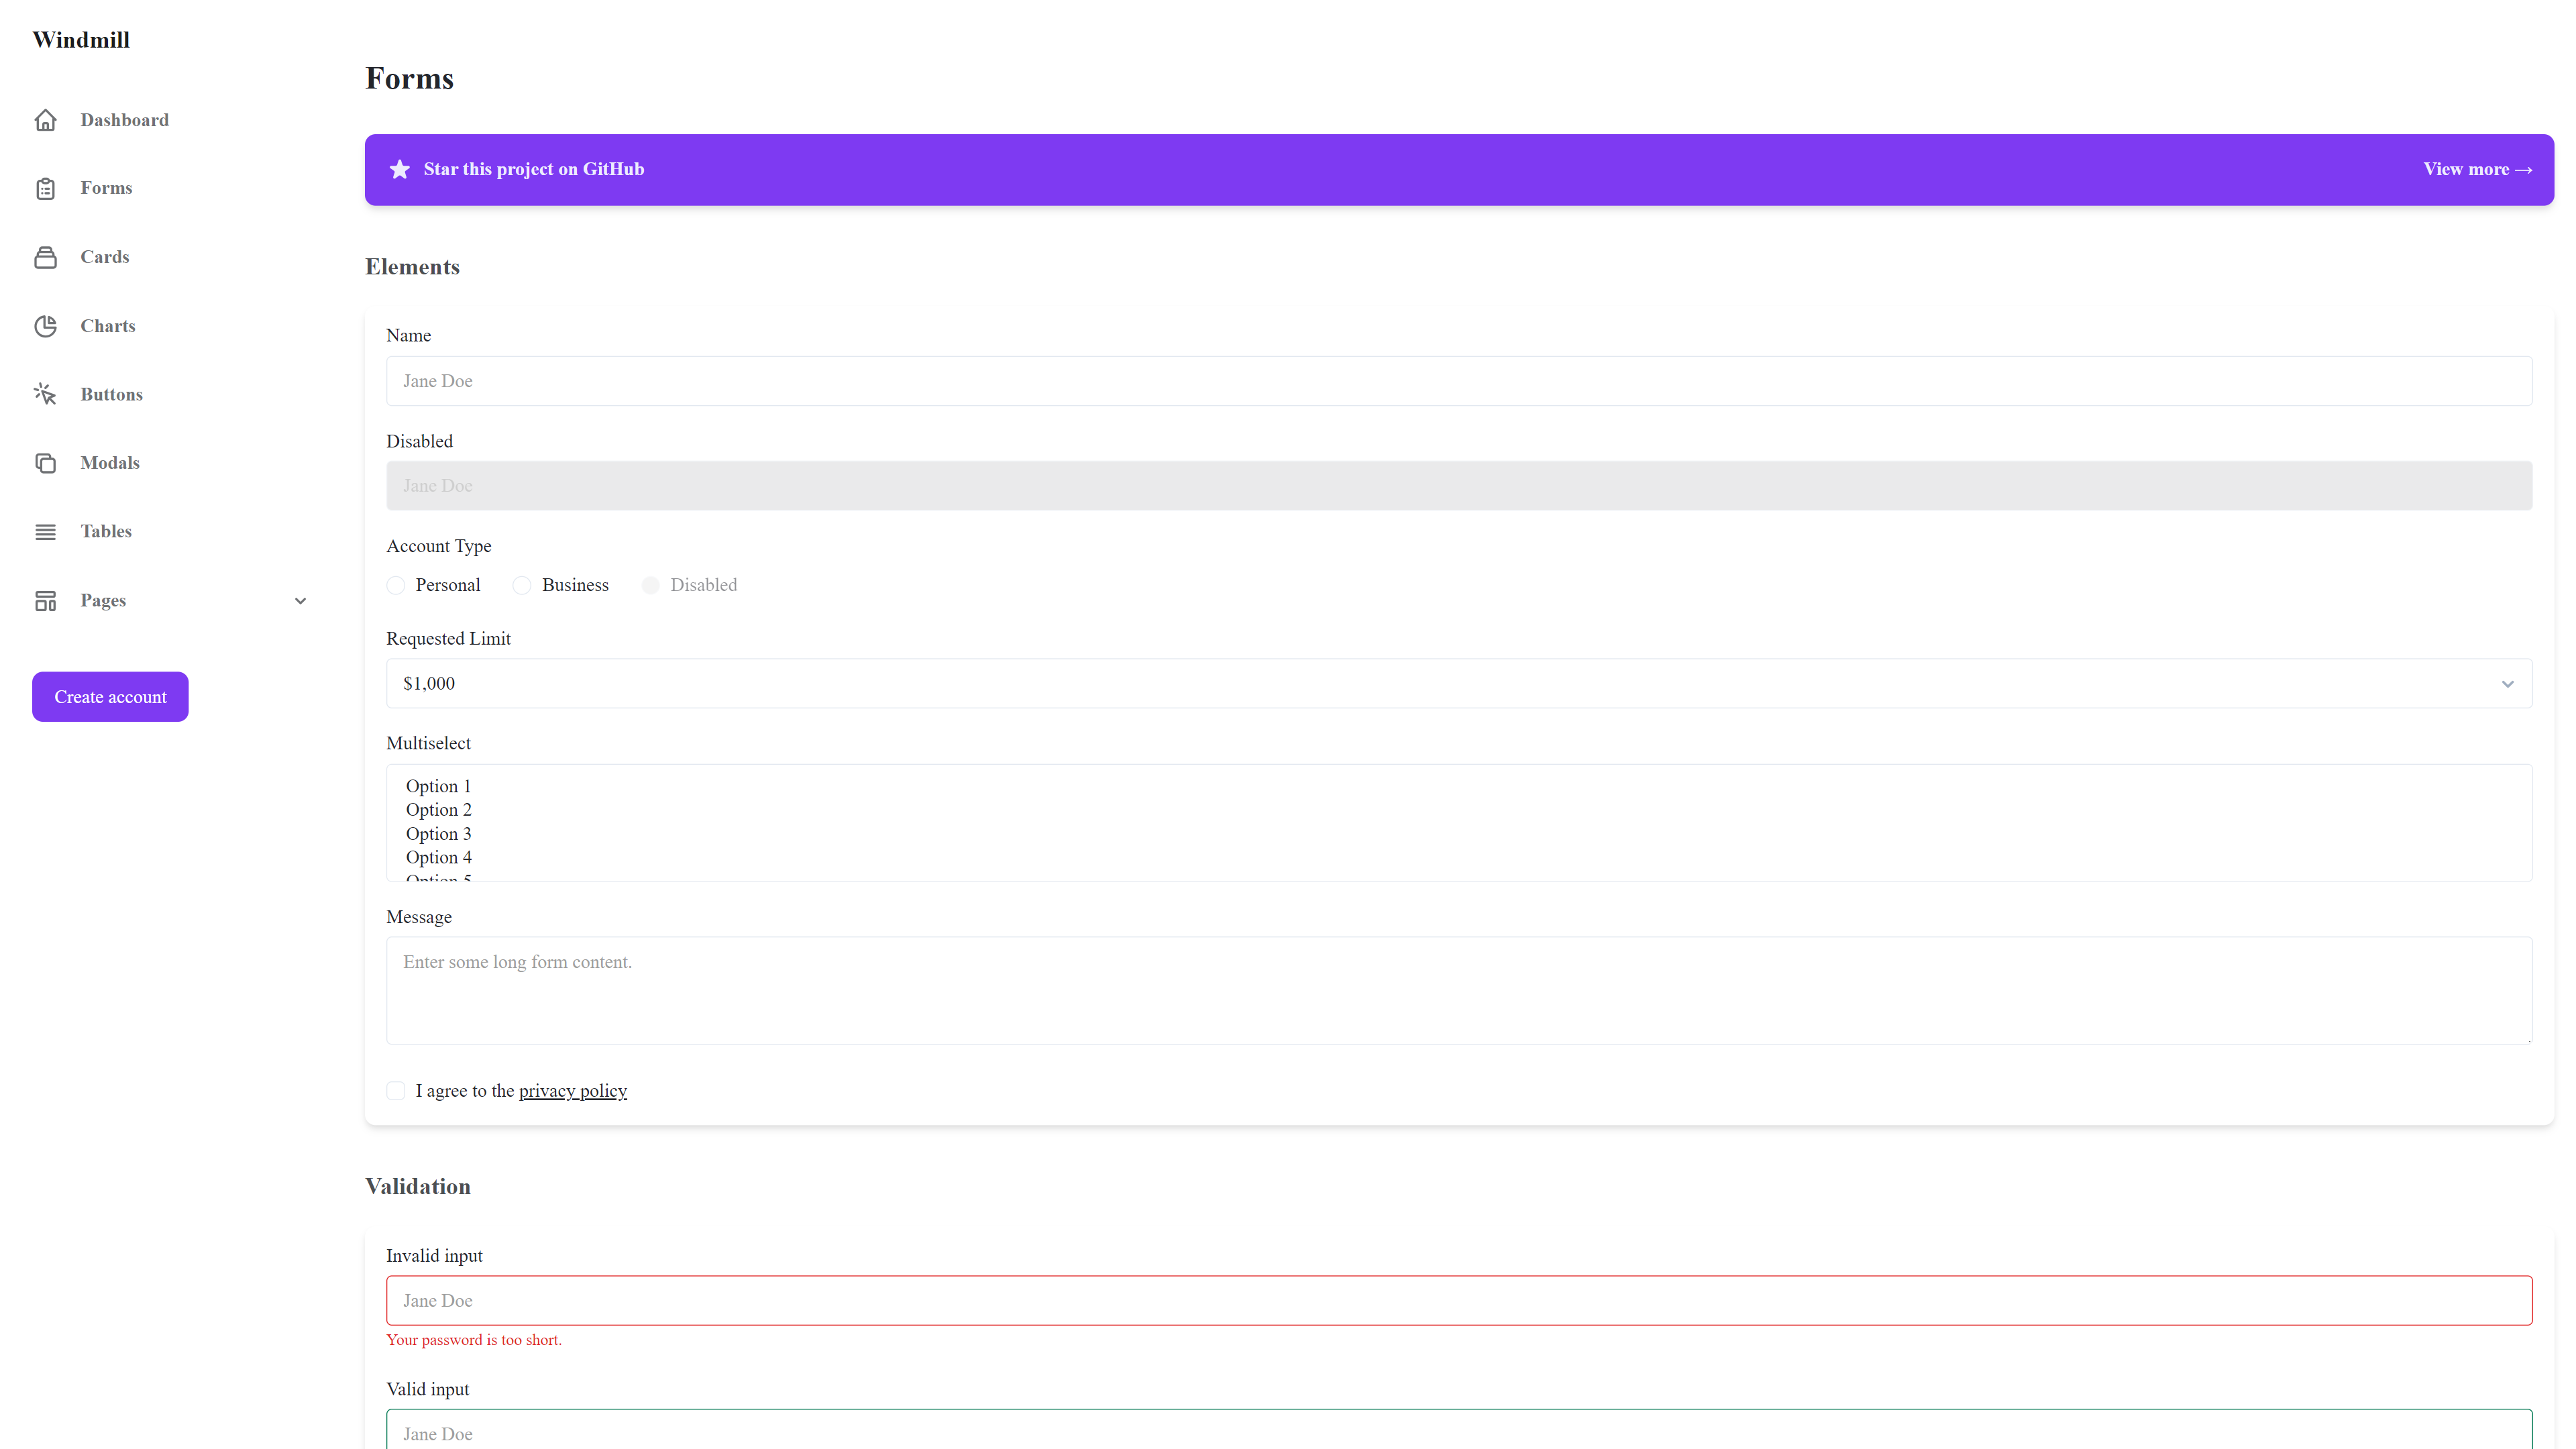 Windmill
Dashboard
Forms
Cards
Charts
Buttons
Modals
Tables
Pages
Create account
Forms
Star this project on GitHub
View more →
Elements
Name
Jane Doe
Disabled
Jane Doe
Account Type
Personal
Business
Disabled
Requested Limit
$1,000
Multiselect
Option 1
Option 2
Option 3
Option 4
Option 5
Message
Enter some long form content.
I agree to the privacy policy
Validation
Invalid input
Jane Doe
Your password is too short.
Valid input
Jane Doe